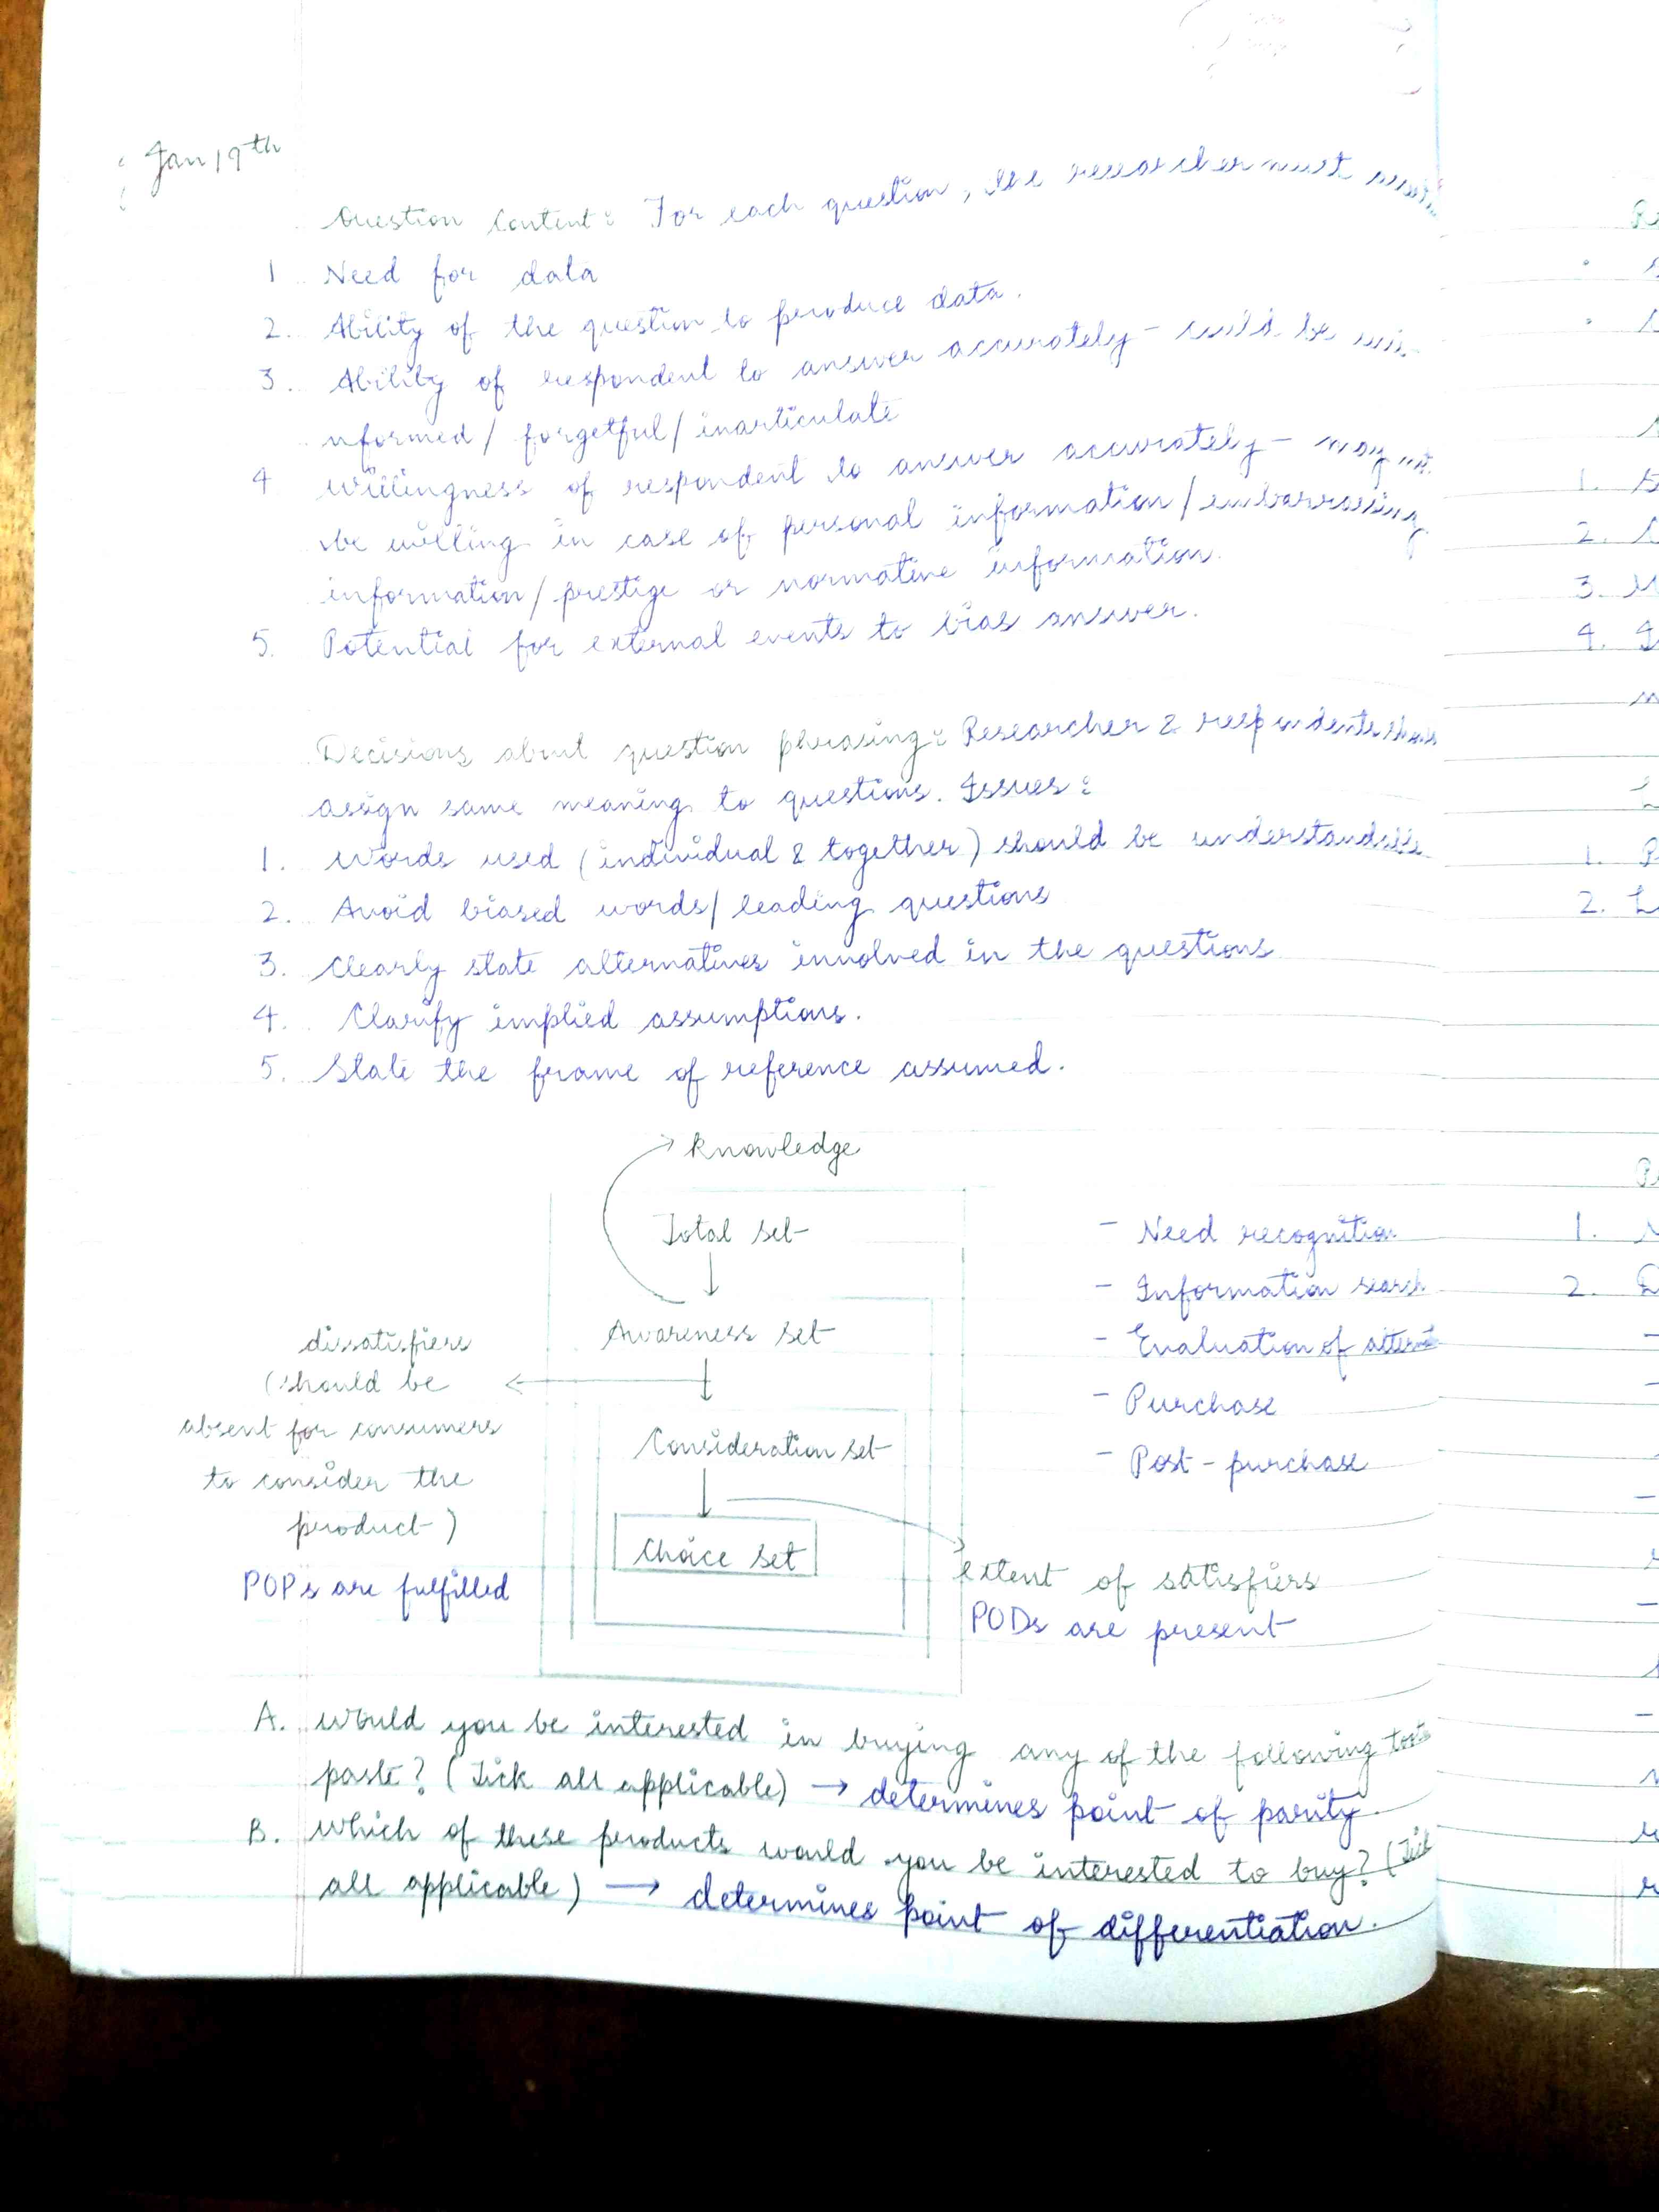 Jan 19th
Question Content: For each question, the researcher must
1 Need for data
2. Ability of the question to produce data.
3. Ability of respondent to answer accurately - could be uni-
nformed / forgetful / inarticulate
4 Willingness of respondent to answer accurately - may not
be willing in case of personal information / embarrassing
information / prestige or normative information.
5. Potential for external events to bias answer.
Decisions about question phrasing: Researcher & respondents should
assign same meaning to questions. Issues:
1. Words used (individual & together) should be understandable
2. Avoid biased words / leading questions
3. Clearly state alternatives involved in the questions
4. Clarify implied assumptions.
5. State the frame of reference assumed.
knowledge
Total set
Awareness set
Consideration set
Choice set
dissatisfiers
(should be
absent for consumers
to consider the
product)
POPs are fulfilled
- Need recognition
- Information search
- Evaluation of
- Purchase
- Post-purchase
extent of satisfiers
PODs are present
A. Would you be interested in buying any of the following
paste? (Tick all applicable) → determines point of parity.
B. Which of these products would you be interested to buy? (Tick
all applicable) → determines point of differentiation.